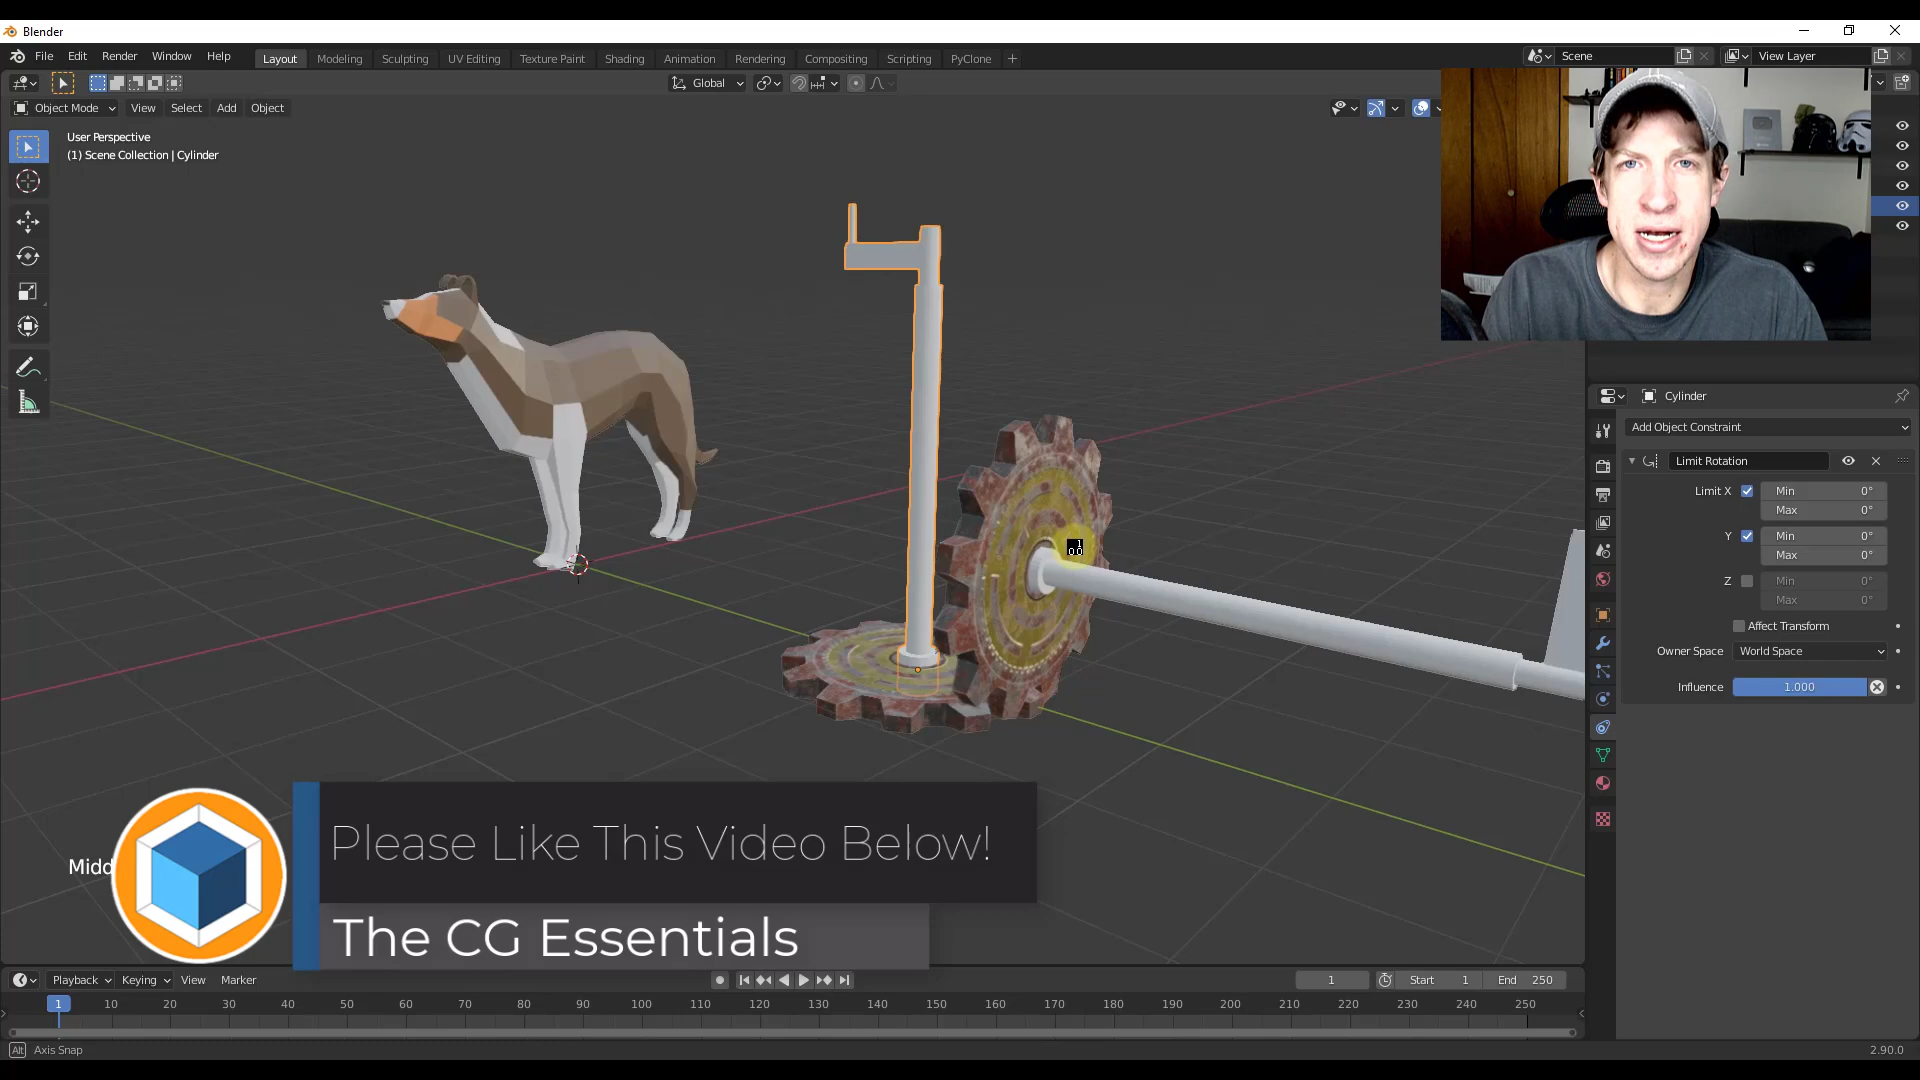 Blender
File Edit Render Window Help
Layout Modeling Sculpting UV Editing Texture Paint Shading Animation Rendering Compositing Scripting PyClone +
Scene
View Layer
Global
Object Mode View Select Add Object
User Perspective
(1) Scene Collection | Cylinder
Cylinder
Add Object Constraint
Limit Rotation
Limit X Min 0°
Max 0°
Y Min 0°
Max 0°
Z Min 0°
Max 0°
Affect Transform
Owner Space World Space
Influence 1.000
Midd
Please Like This Video Below!
The CG Essentials
Playback Keying View Marker
1 Start 1 End 250
1 10 20 30 40 50 60 70 80 90 100 110 120 130 140 150 160 170 180 190 200 210 220 230 240 250
Alt Axis Snap
2.90.0